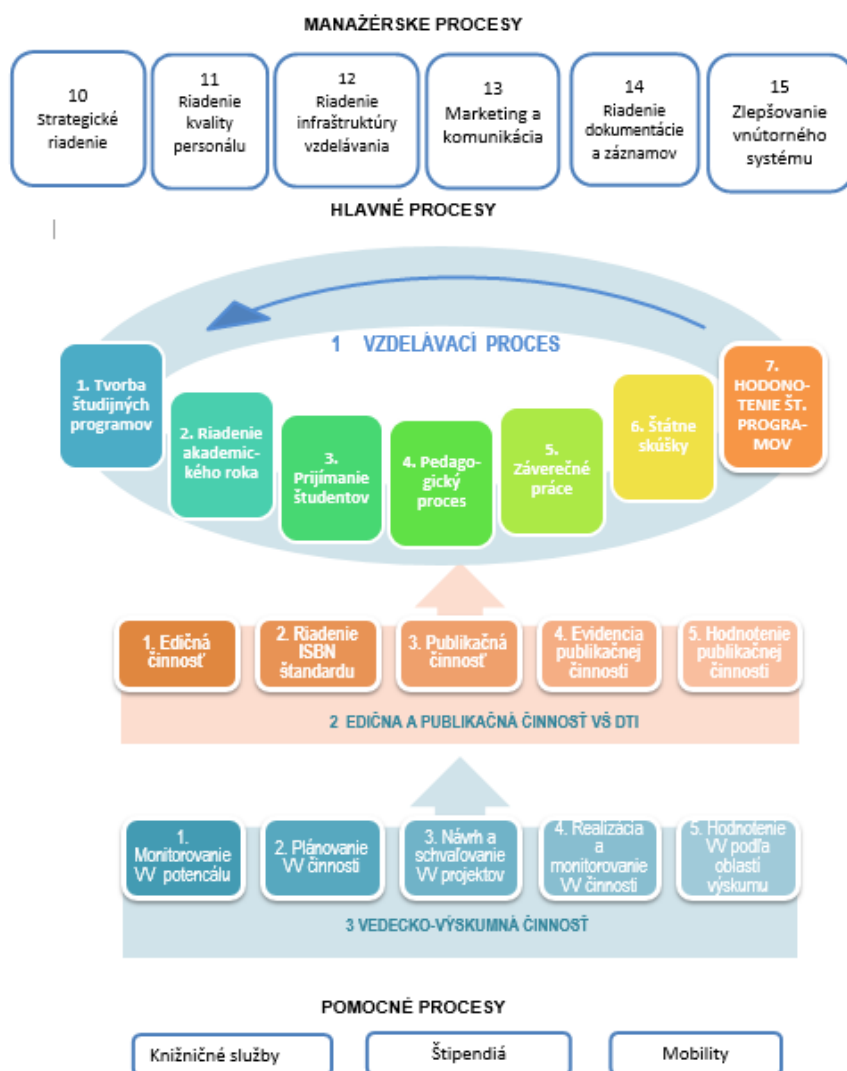 MANAŽÉRSKE PROCESY
10
Strategické
riadenie
11
Riadenie
kvality
personálu
12
Riadenie
infraštruktúry
vzdelávania
13
Marketing a
komunikácia
14
Riadenie
dokumentácie
a záznamov
15
Zlepšovanie
vnútorného
systému
HLAVNÉ PROCESY
1 VZDELÁVACÍ PROCES
1. Tvorba
študijných
programov
2. Riadenie
akademic-
kého roka
3.
Prijímanie
študentov
4. Pedago-
gický
proces
5.
Záverečné
práce
6. Štátne
skúšky
7.
HODONO-
TENIE ŠT.
PROGRA-
MOV
1. Edičná
činnosť
2. Riadenie
ISBN
štandardu
3. Publikačná
činnosť
4. Evidencia
publikačnej
činnosti
5. Hodnotenie
publikačnej
činnosti
2 EDIČNA A PUBLIKAČNÁ ČINNOSŤ VŠ DTI
1.
Monitorovanie
VV potencálu
2. Plánovanie
VV činnosti
3. Návrh a
schvaľovanie
VV projektov
4. Realizácia
a
monitorovanie
VV činnosti
5. Hodnotenie
VV podľa
oblastí
výskumu
3 VEDECKO-VÝSKUMNÁ ČINNOSŤ
POMOCNÉ PROCESY
Knižničné služby
Štipendiá
Mobility